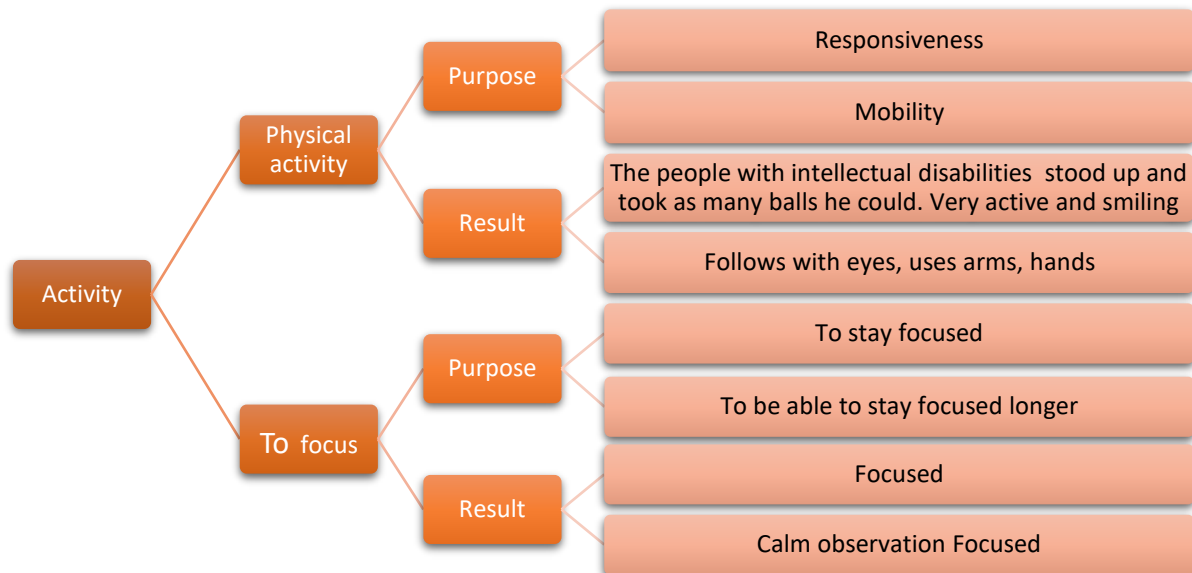 Activity
Physical
activity
Purpose
Responsiveness
Mobility
Result
The people with intellectual disabilities stood up and
took as many balls he could. Very active and smiling
Follows with eyes, uses arms, hands
To focus
Purpose
To stay focused
To be able to stay focused longer
Result
Focused
Calm observation Focused